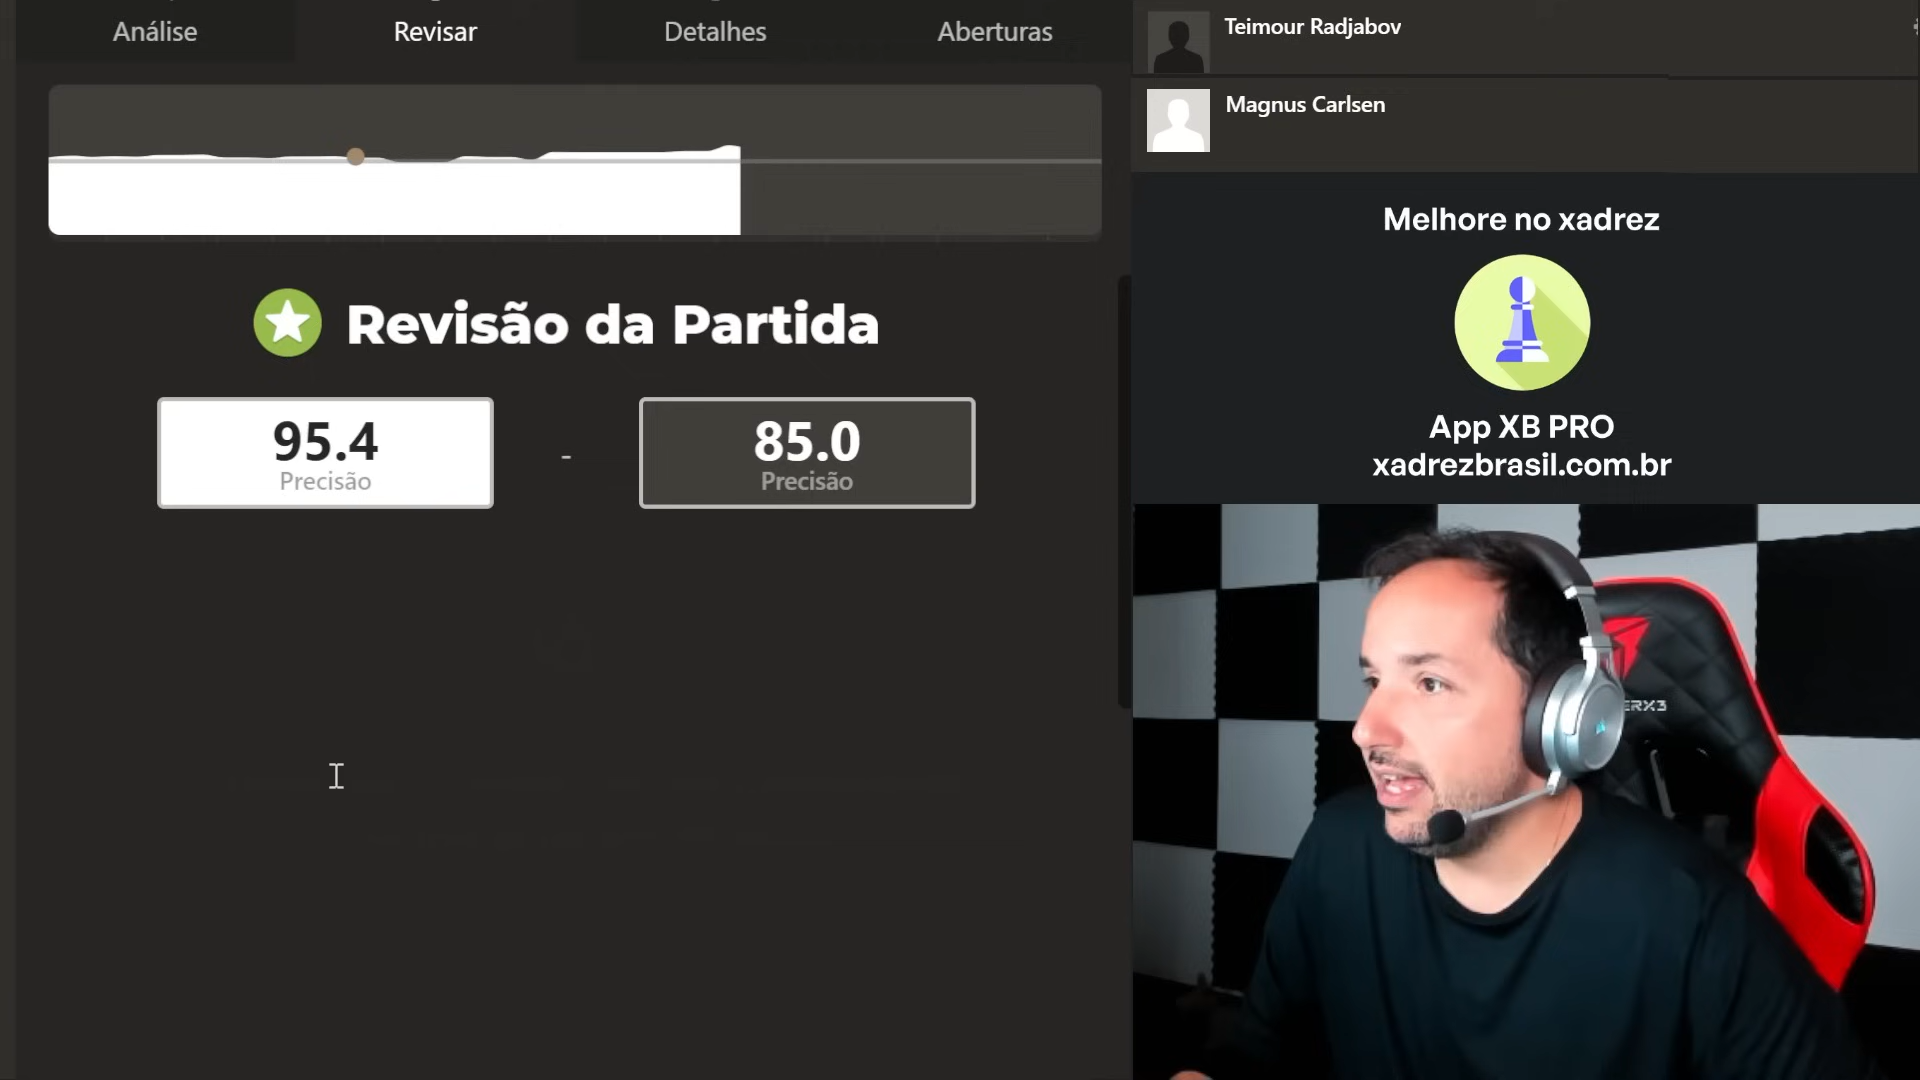 Análise
Revisar
Detalhes
Aberturas
Teimour Radjabov
Magnus Carlsen
Melhore no xadrez
App XB PRO
xadrezbrasil.com.br
Revisão da Partida
95.4
Precisão
-
85.0
Precisão
ERX3